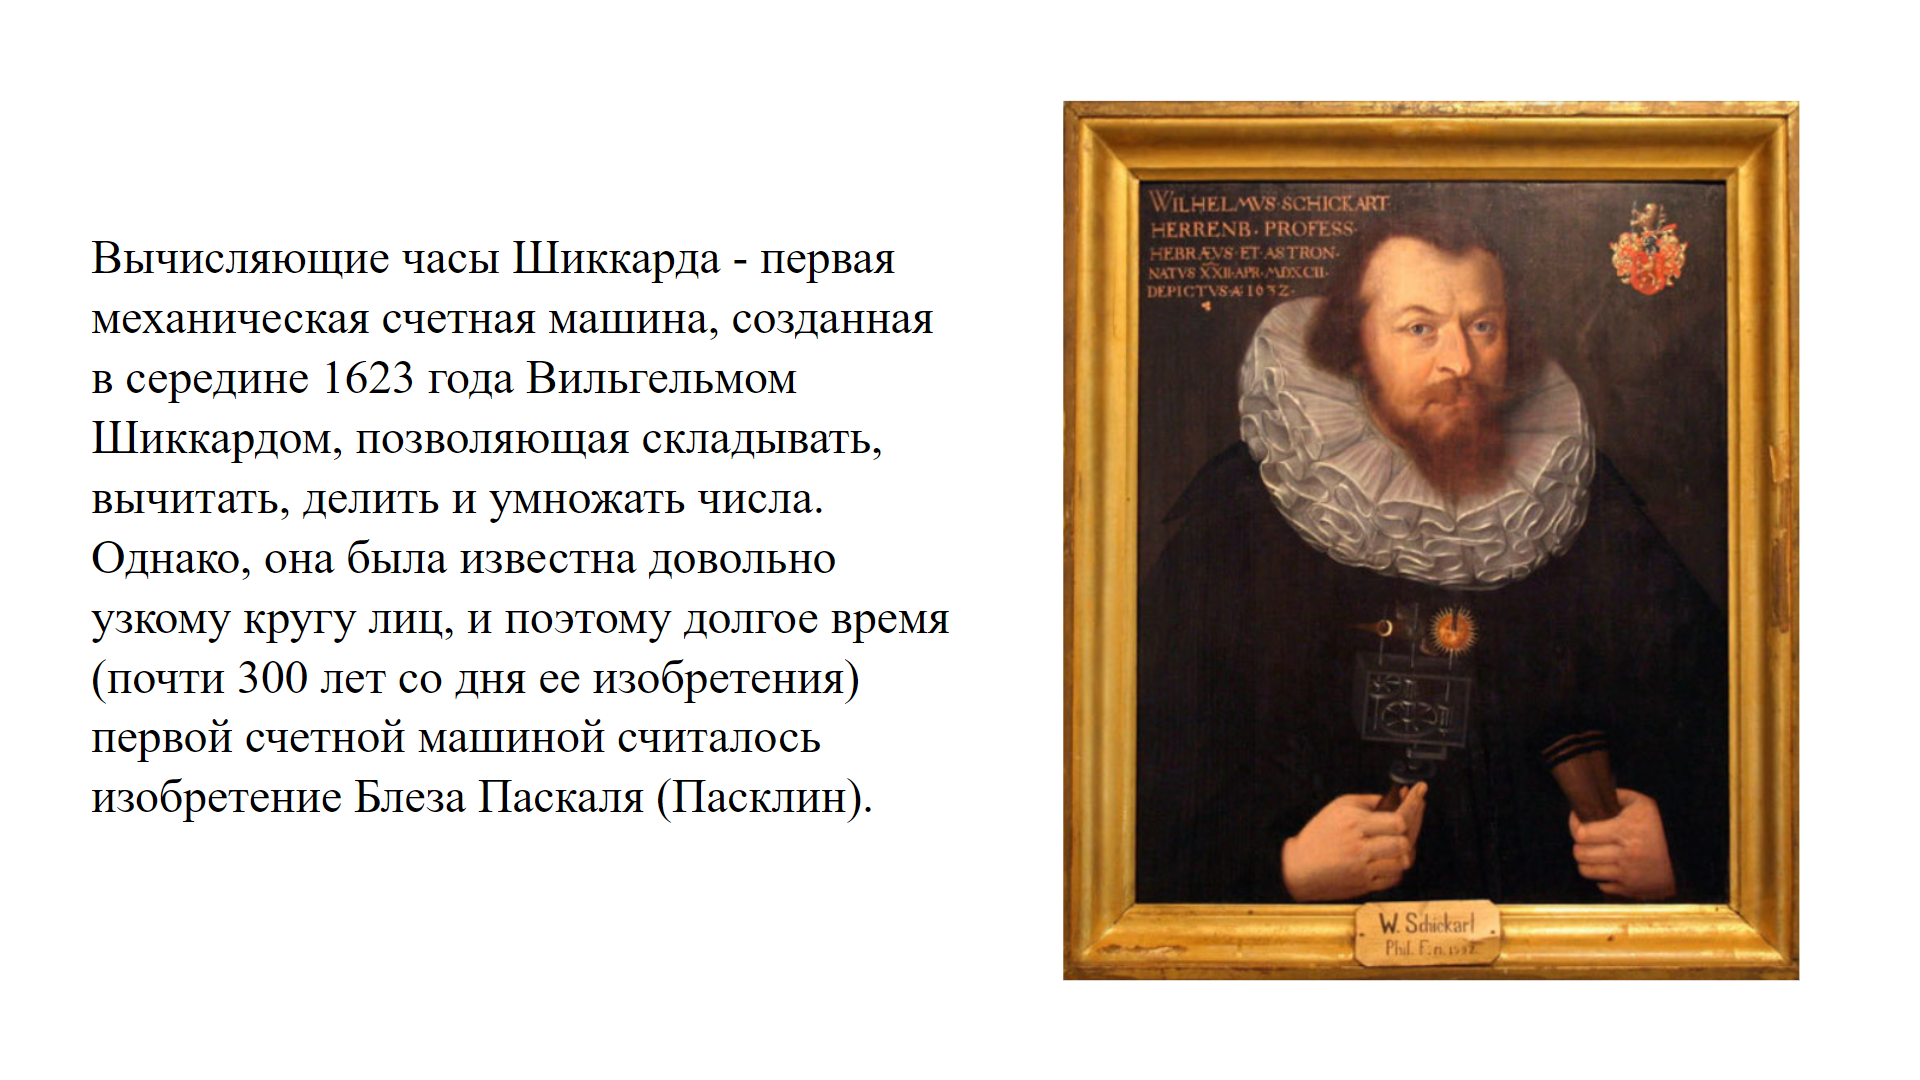 Вычисляющие часы Шиккарда - первая
механическая счетная машина, созданная
в середине 1623 года Вильгельмом
Шиккардом, позволяющая складывать,
вычитать, делить и умножать числа.
Однако, она была известна довольно
узкому кругу лиц, и поэтому долгое время
(почти 300 лет со дня ее изобретения)
первой счетной машиной считалось
изобретение Блеза Паскаля (Пасклин).
WILHELMVS·SCHICKART·
HERRENB. PROFESS·
HEBRÆVS·ET·ASTRON·
NATVS XXII·APR·MDXCII·
DEPICTVS·A· 1632·
W. Schickart
Phil. F.